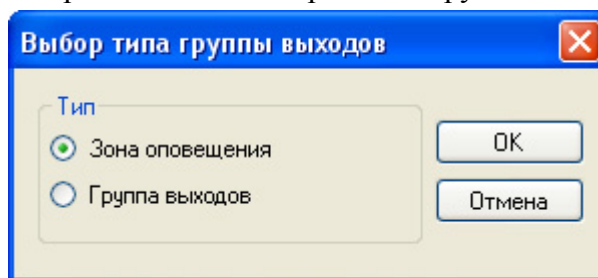 Выбор типа группы выходов
Тип
Зона оповещения
Группа выходов
OK
Отмена